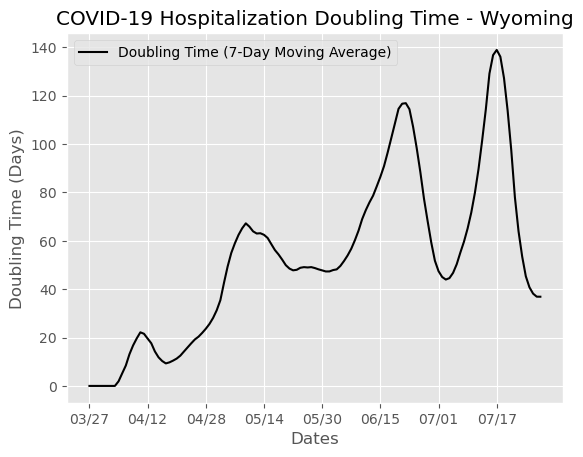 COVID-19 Hospitalization Doubling Time - Wyoming
Doubling Time (7-Day Moving Average)
Doubling Time (Days)
140
120
100
80
60
40
20
0
03/27 04/12 04/28 05/14 05/30 06/15 07/01 07/17
Dates